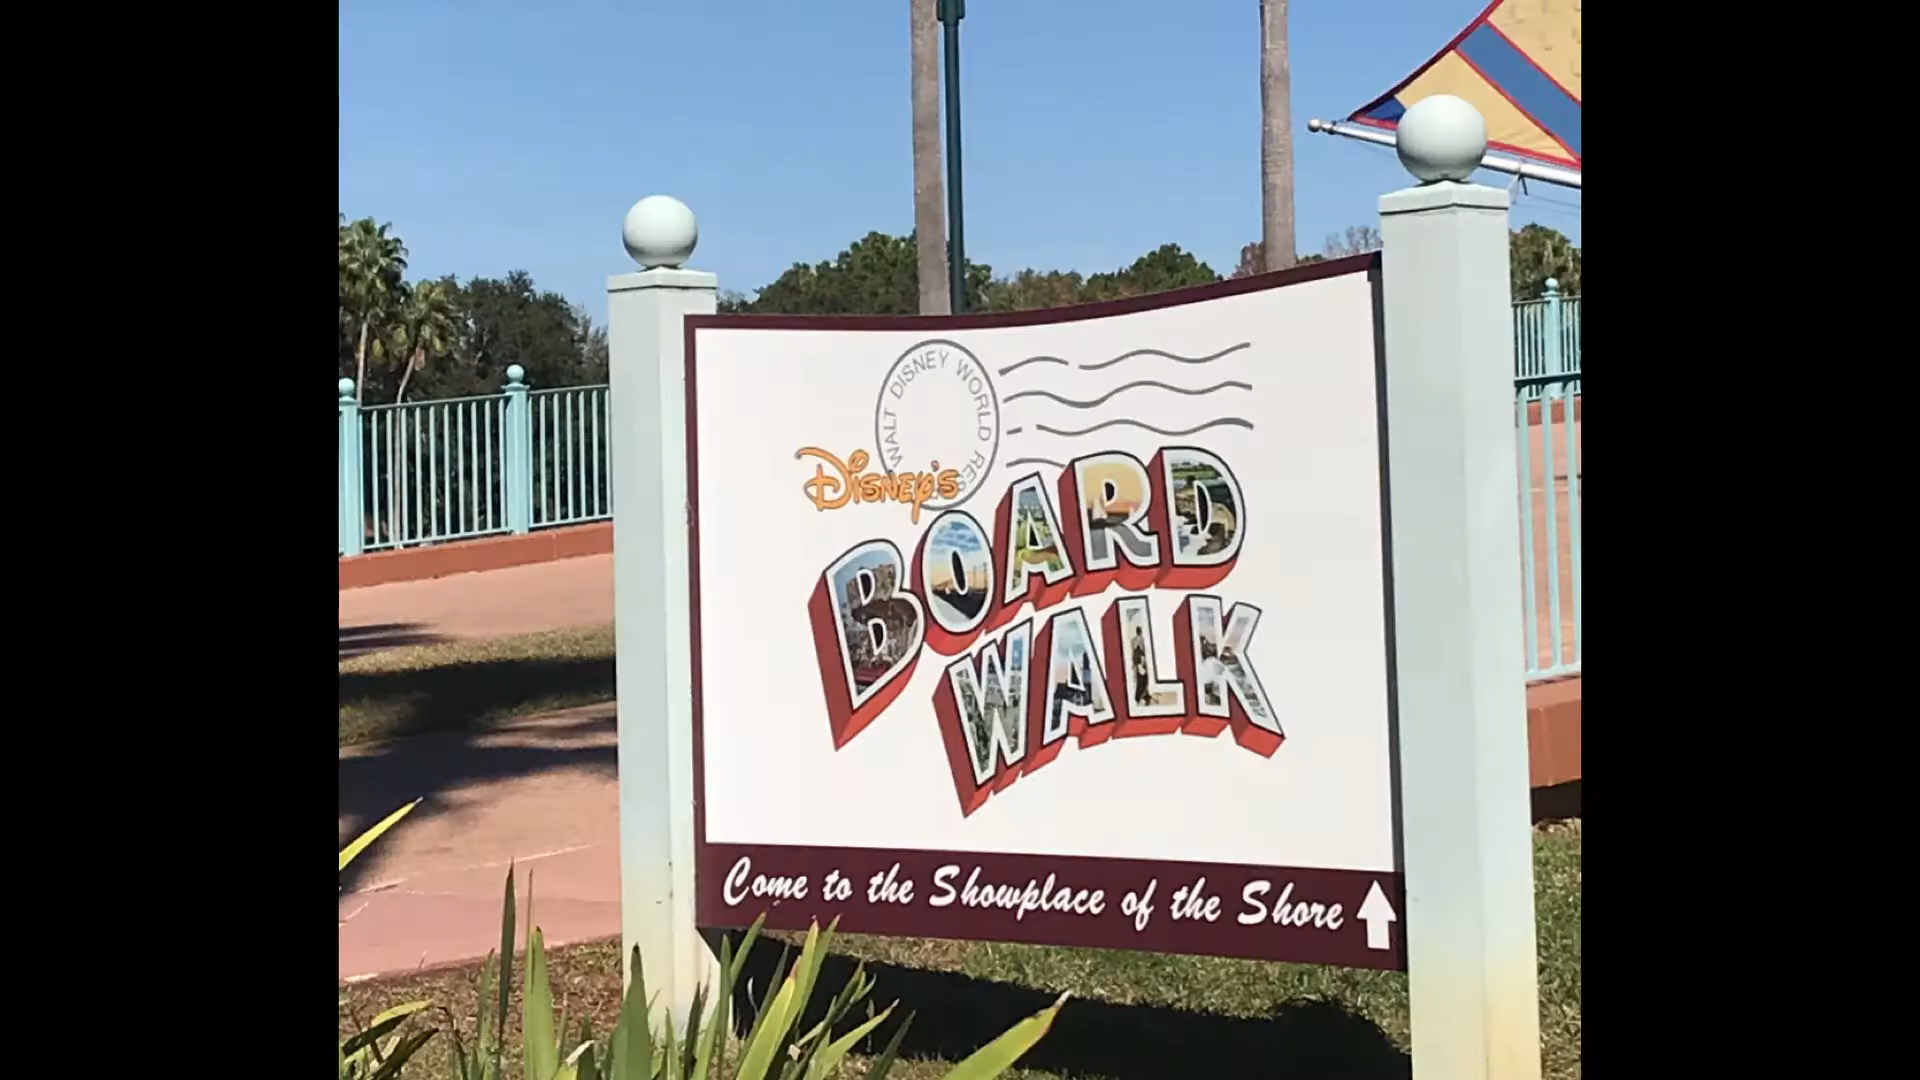 WALT DISNEY WORLD RES
Disney's
BOARD
WALK
Come to the Showplace of the Shore